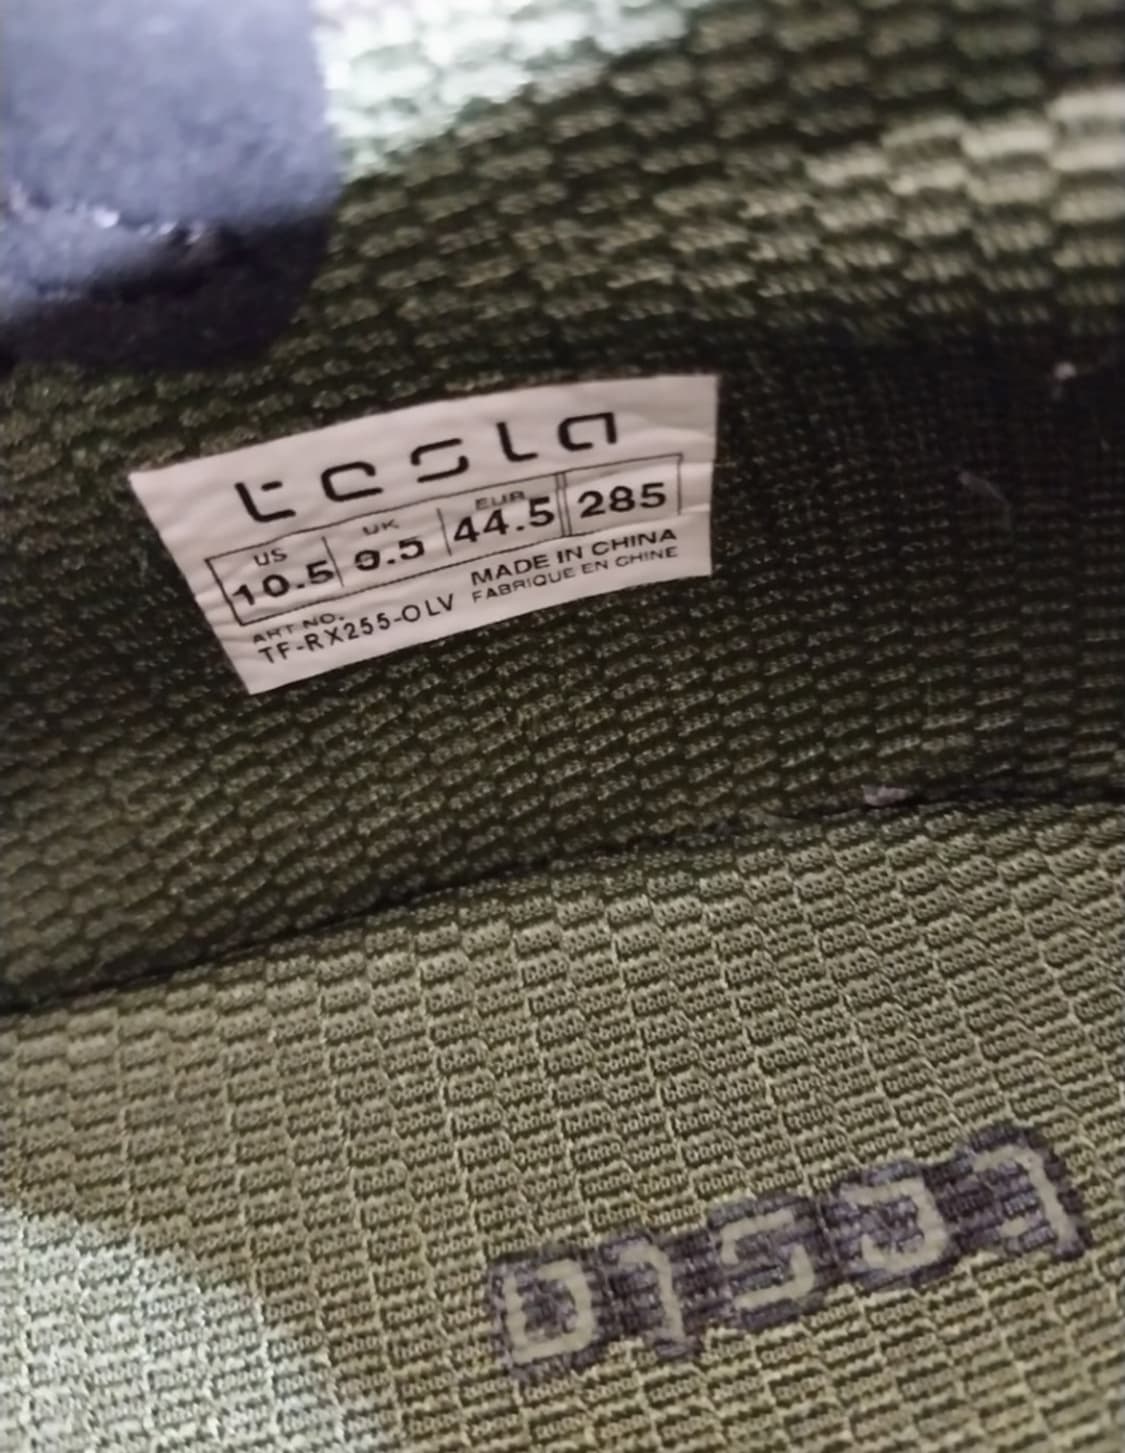 tesla
US UK EUR
10.5 9.5 44.5 285
ART NO. MADE IN CHINA
TF-RX255-OLV FABRIQUE EN CHINE
tesla